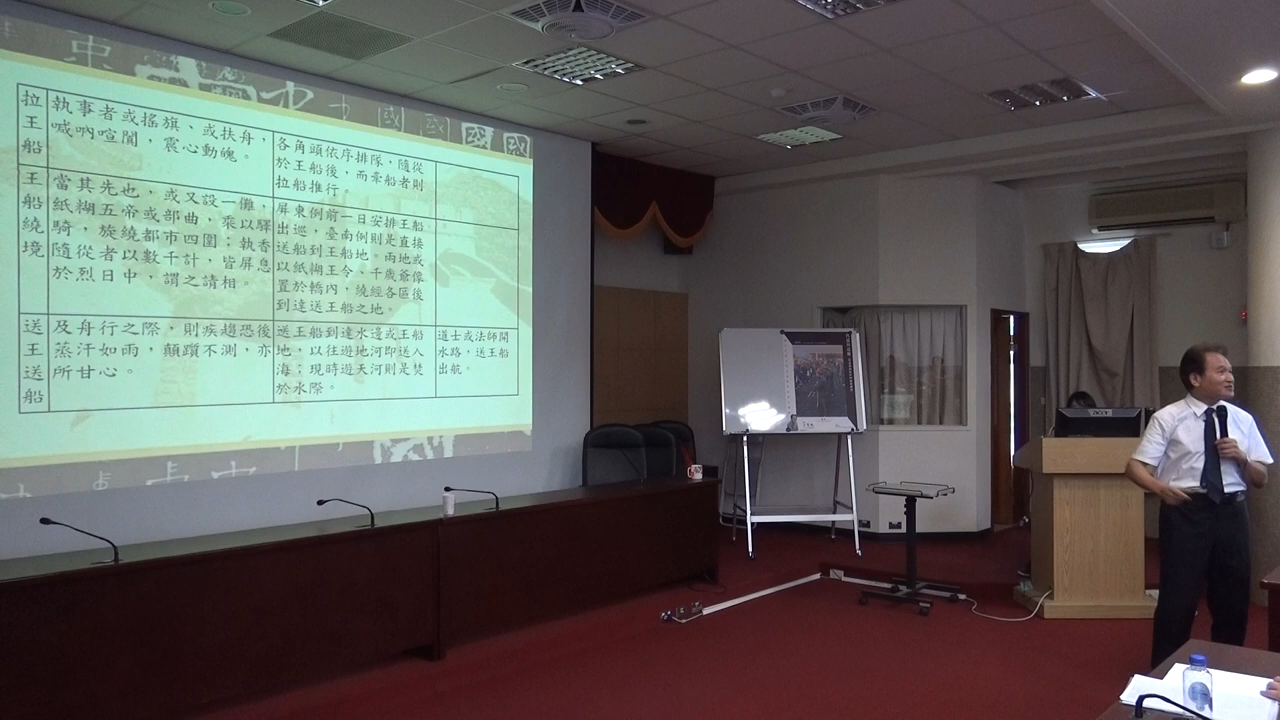 拉王船
執事者或搖旗、或扶舟，
喊吶喧闐，震心動魄。
各角頭依序排隊，隨從
於王船後，而牽船者則
拉船推行。
王船繞境
當其先也，或又設一儺，
紙糊五帝或部曲，乘以驛
騎，旋繞都市四圍；執香
隨從者以數千計，皆屏息
於烈日中，謂之請相。
屏東例前一日安排王船
出巡，臺南例則是直接
送船到王船地。兩地或
以紙糊王令、千歲爺像
置於轎內，繞經各區後
到達送王船之地。
送王送船
及舟行之際，則疾趨恐後
蒸汗如雨，顛躓不測，亦
所甘心。
送王船到達水邊或王船
地，以往遊地河即送入
海；現時遊天河則是焚
於水際。
道士或法師開
水路，送王船
出航。
acer